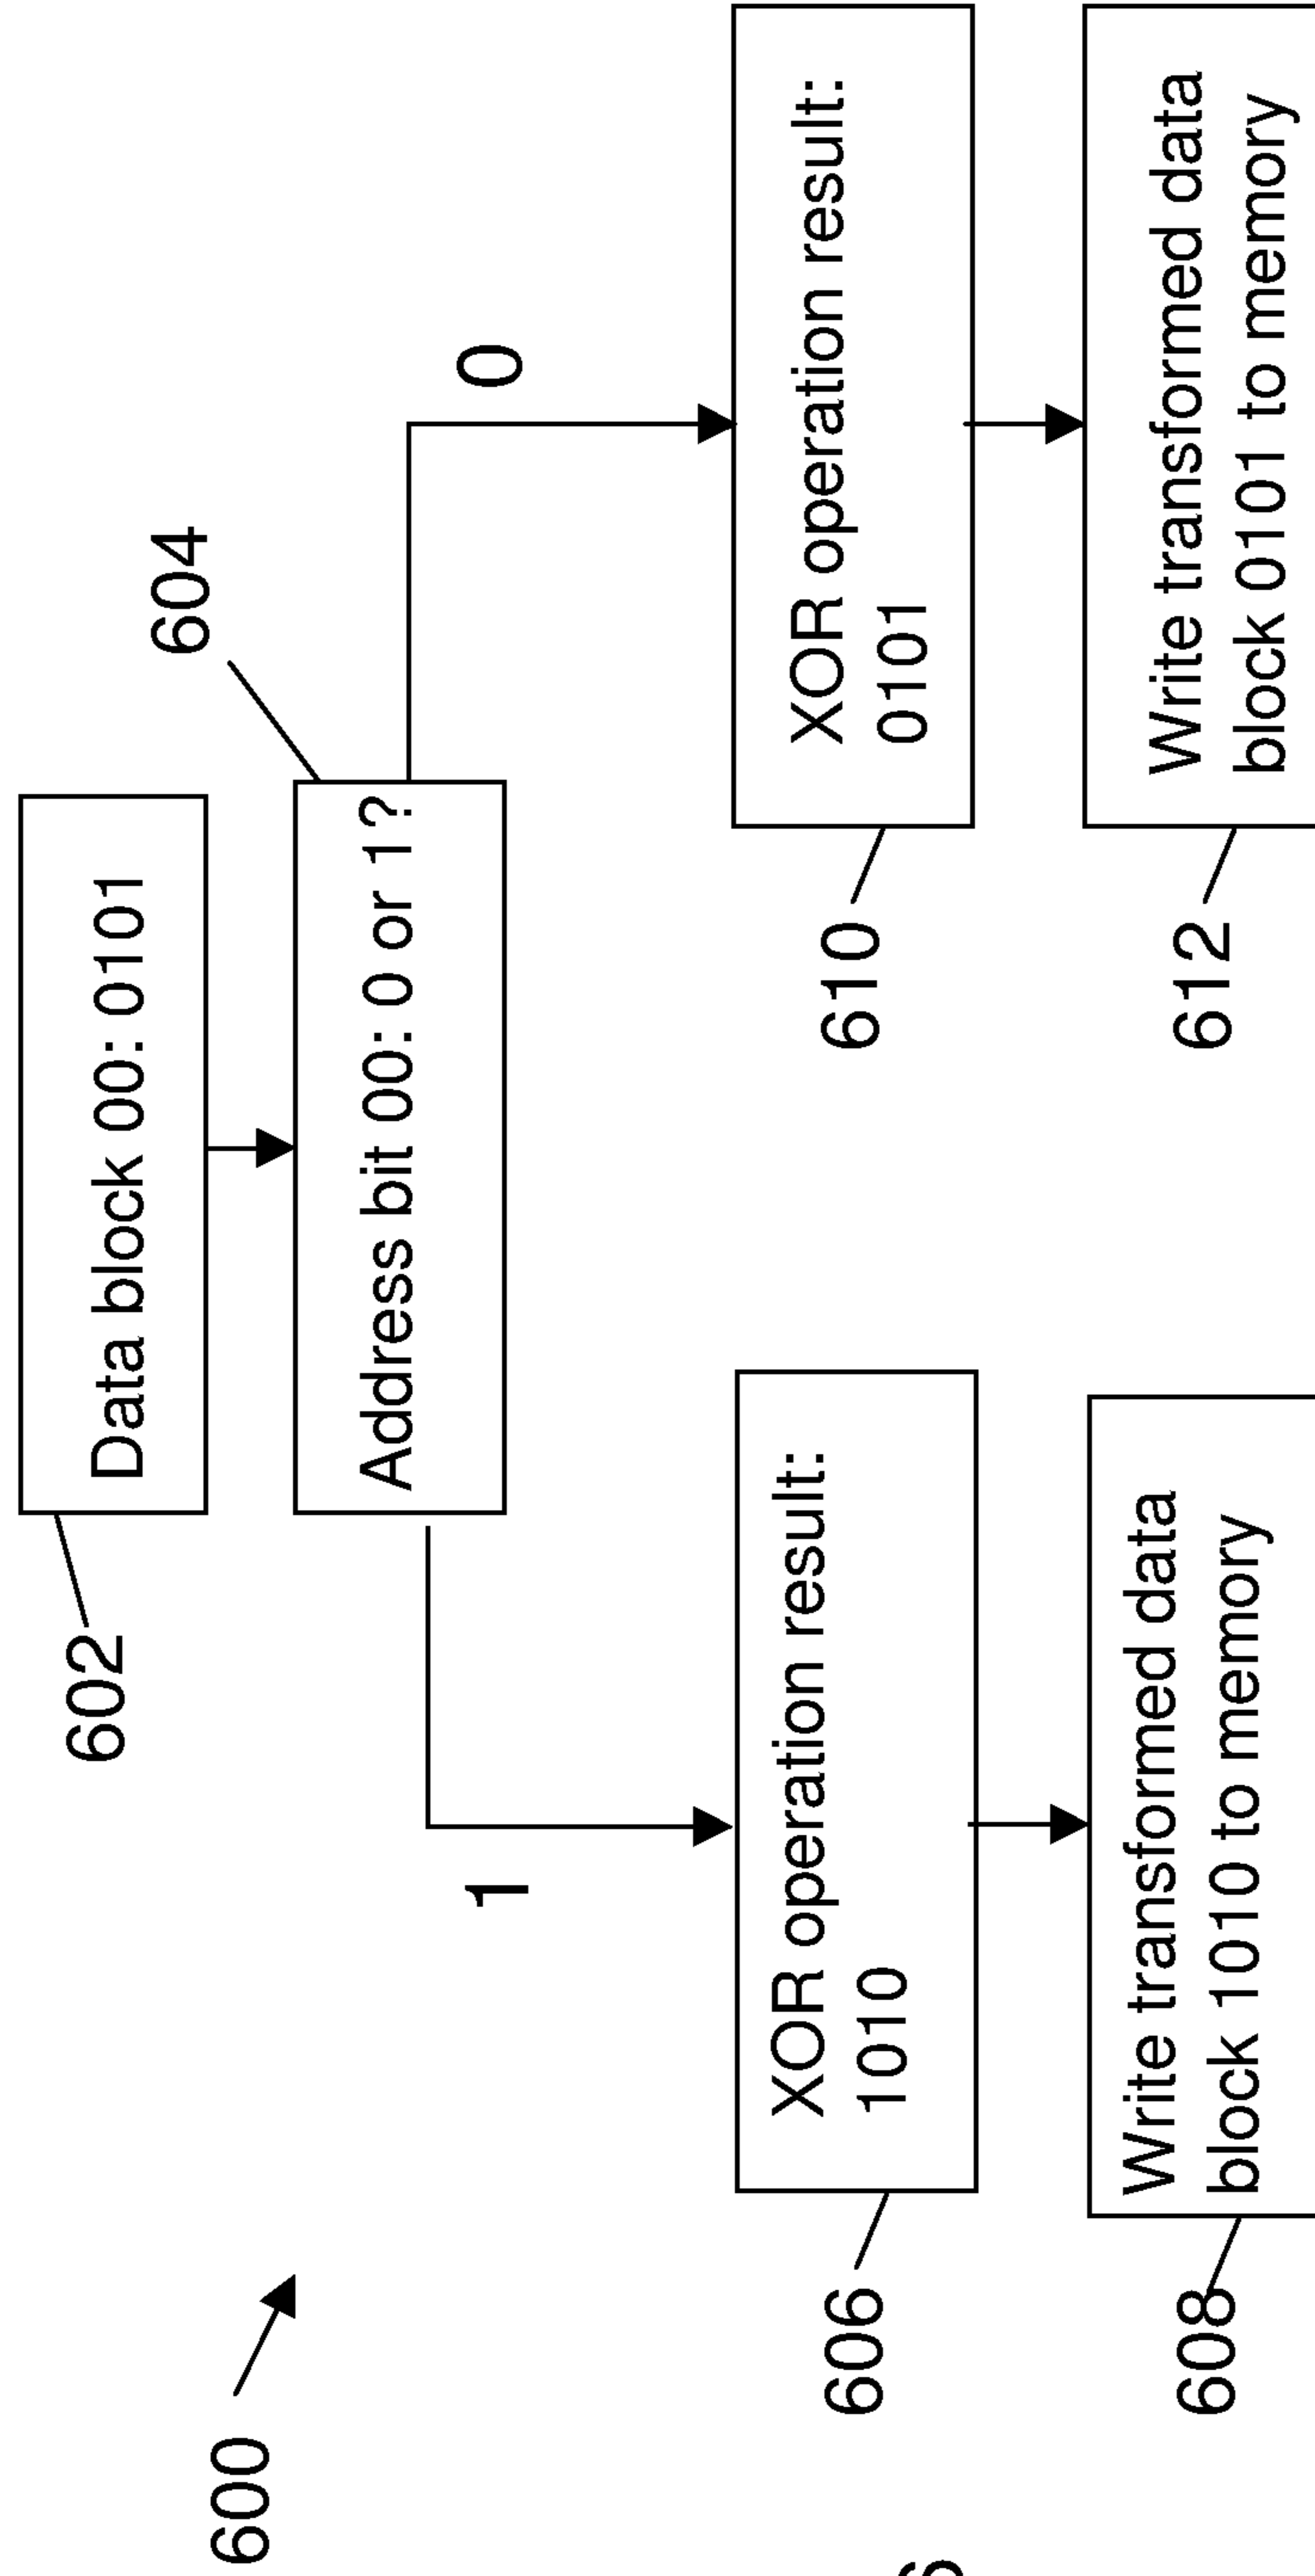 600
602
Data block 00: 0101
604
Address bit 00: 0 or 1?
1
0
606
XOR operation result:
1010
610
XOR operation result:
0101
608
Write transformed data
block 1010 to memory
612
Write transformed data
block 0101 to memory